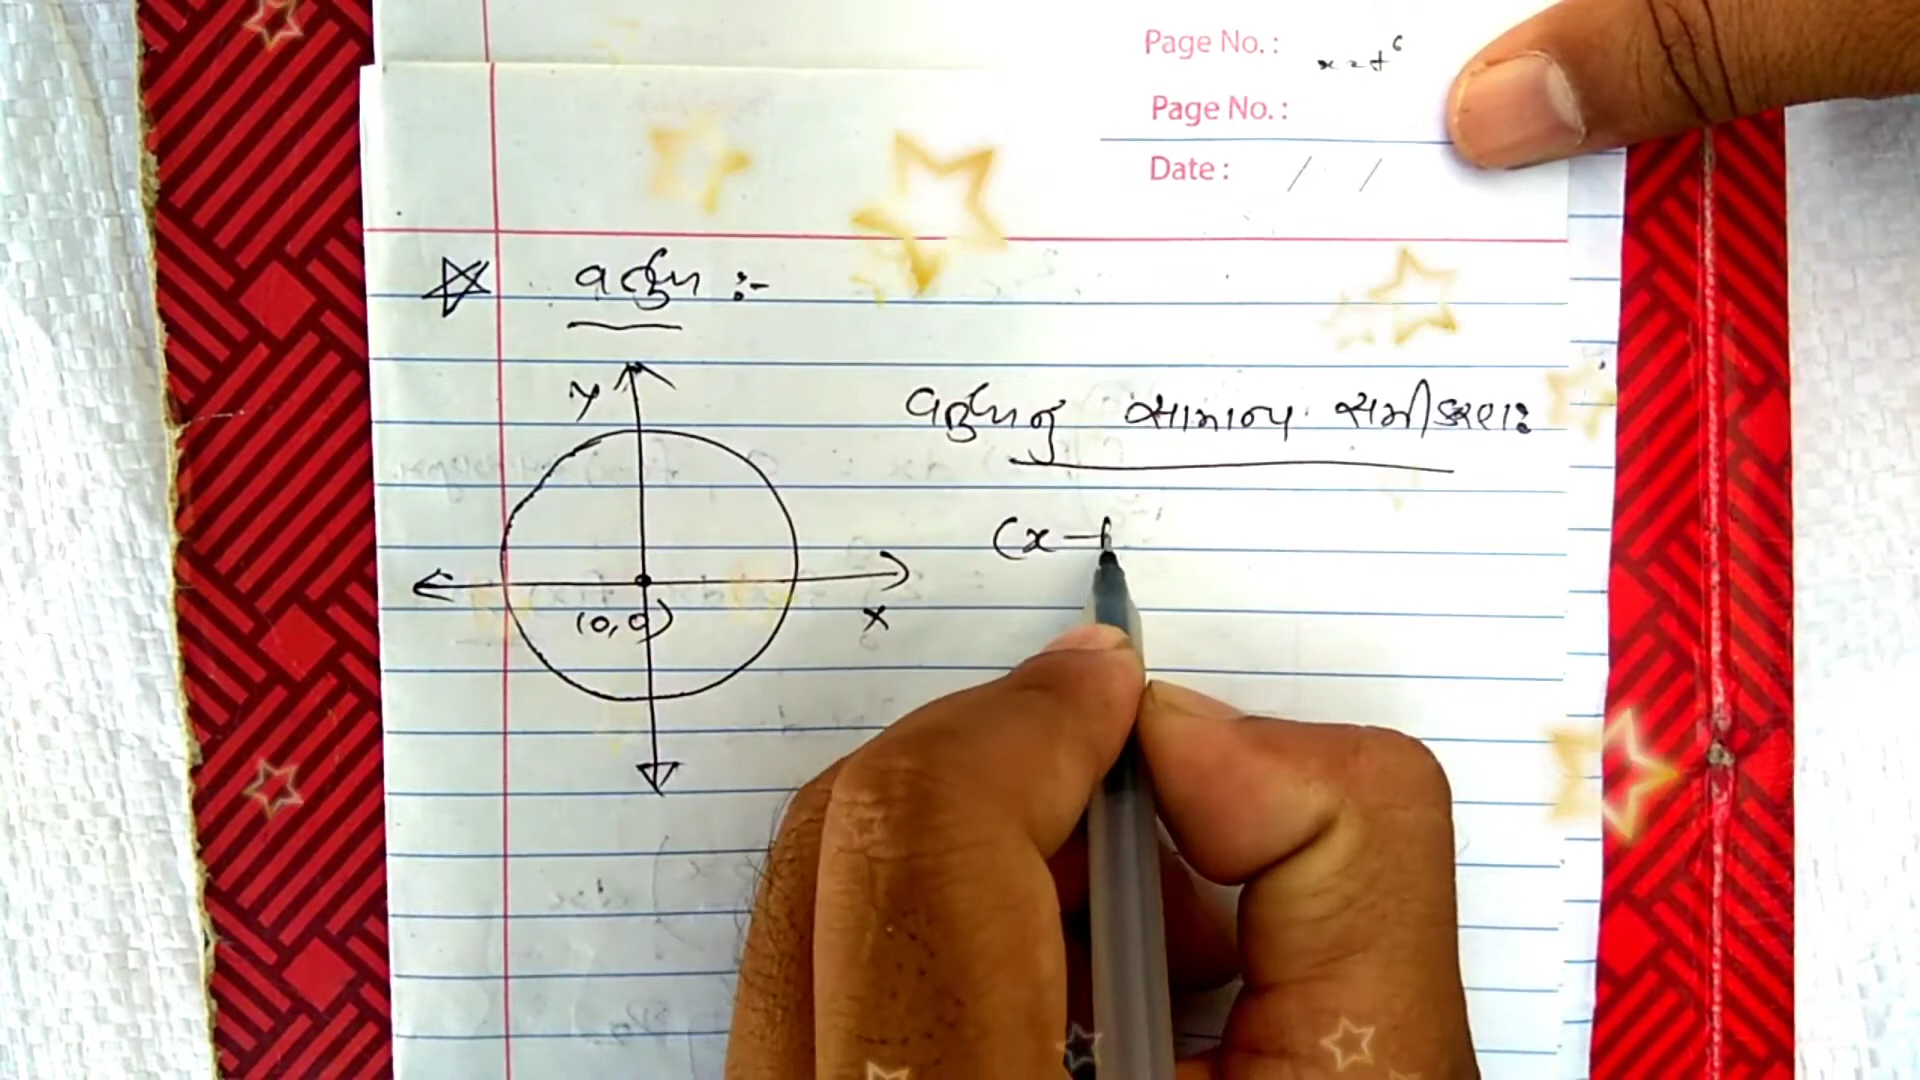 Page No. :
Page No. :
Date : / /
વર્તુળ :-
y
વર્તુળનું સામાન્ય સમીકરણ:
(x-h
(0,0)
x